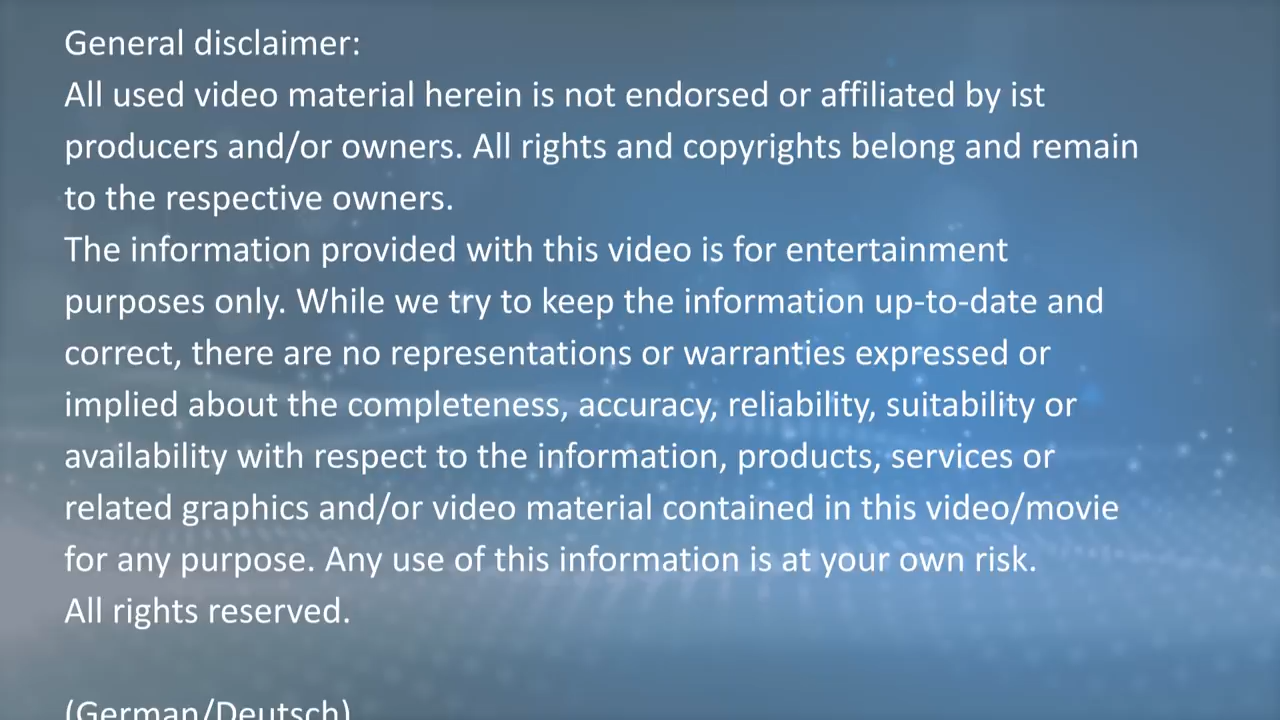 General disclaimer:
All used video material herein is not endorsed or affiliated by ist
producers and/or owners. All rights and copyrights belong and remain
to the respective owners.
The information provided with this video is for entertainment
purposes only. While we try to keep the information up-to-date and
correct, there are no representations or warranties expressed or
implied about the completeness, accuracy, reliability, suitability or
availability with respect to the information, products, services or
related graphics and/or video material contained in this video/movie
for any purpose. Any use of this information is at your own risk.
All rights reserved.
(German/Deutsch)